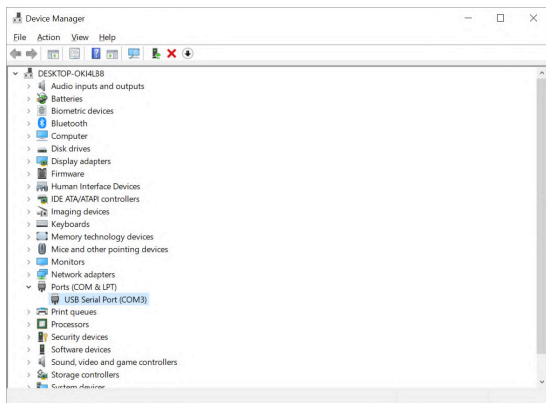 Device Manager
File Action View Help
DESKTOP-OKI4LB8
Audio inputs and outputs
Batteries
Biometric devices
Bluetooth
Computer
Disk drives
Display adapters
Firmware
Human Interface Devices
IDE ATA/ATAPI controllers
Imaging devices
Keyboards
Memory technology devices
Mice and other pointing devices
Monitors
Network adapters
Ports (COM & LPT)
USB Serial Port (COM3)
Print queues
Processors
Security devices
Software devices
Sound, video and game controllers
Storage controllers
System devices